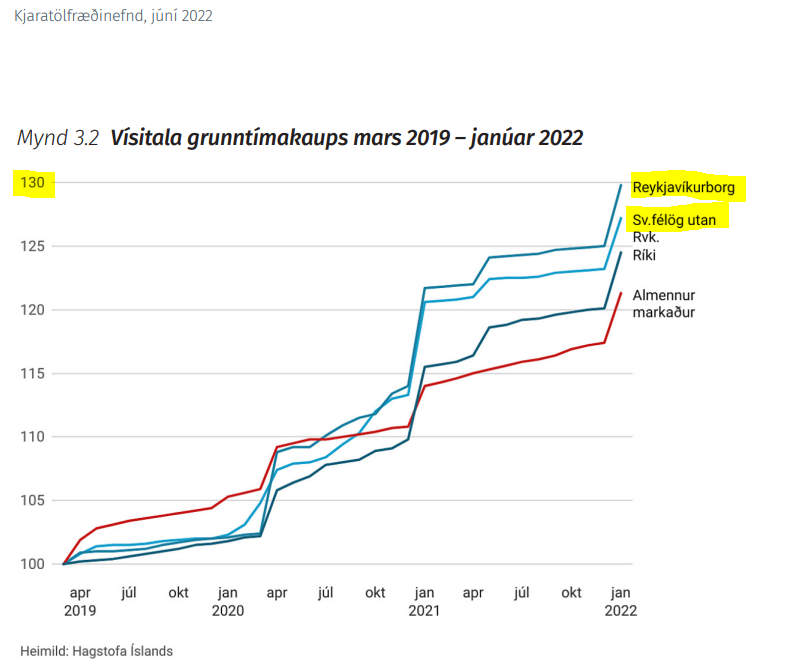 Kjaratölfræðinefnd, júní 2022
Mynd 3.2 Vísitala grunntímakaups mars 2019 – janúar 2022
130
125
120
115
110
105
100
Reykjavíkurborg
Sv.félög utan
Rvk.
Ríki
Almennur
markaður
apr júl okt jan apr júl okt jan apr júl okt jan
2019 2020 2021 2022
Heimild: Hagstofa Íslands